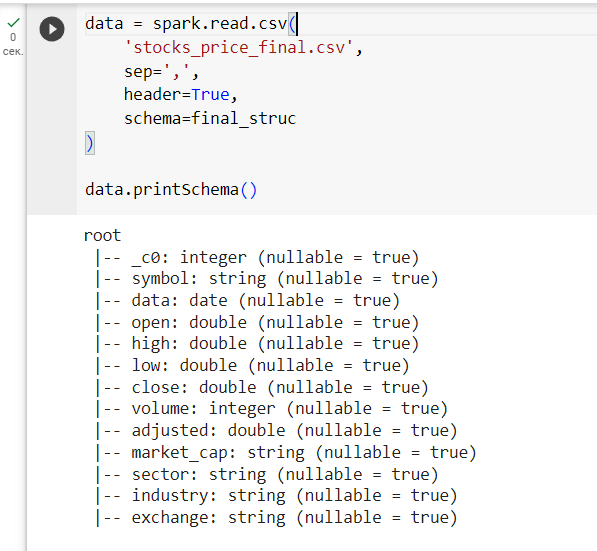 0
сек.
data = spark.read.csv(
'stocks_price_final.csv',
sep=',',
header=True,
schema=final_struc
)
data.printSchema()
root
|-- _c0: integer (nullable = true)
|-- symbol: string (nullable = true)
|-- data: date (nullable = true)
|-- open: double (nullable = true)
|-- high: double (nullable = true)
|-- low: double (nullable = true)
|-- close: double (nullable = true)
|-- volume: integer (nullable = true)
|-- adjusted: double (nullable = true)
|-- market_cap: string (nullable = true)
|-- sector: string (nullable = true)
|-- industry: string (nullable = true)
|-- exchange: string (nullable = true)